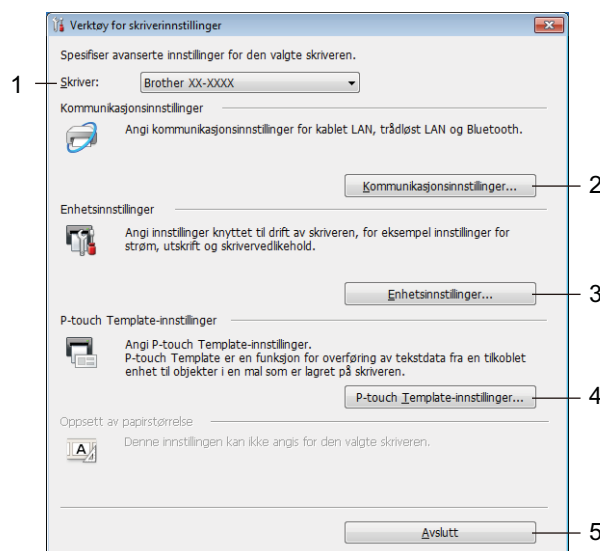 Verktøy for skriverinnstillinger
Spesifiser avanserte innstillinger for den valgte skriveren.
1
Skriver:
Brother XX-XXXX
Kommunikasjonsinnstillinger
Angi kommunikasjonsinnstillinger for kablet LAN, trådløst LAN og Bluetooth.
Kommunikasjonsinnstillinger...
2
Enhetsinnstillinger
Angi innstillinger knyttet til drift av skriveren, for eksempel innstillinger for
strøm, utskrift og skrivervedlikehold.
Enhetsinnstillinger...
3
P-touch Template-innstillinger
Angi P-touch Template-innstillinger.
P-touch Template er en funksjon for overføring av tekstdata fra en tilkoblet
enhet til objekter i en mal som er lagret på skriveren.
P-touch Template-innstillinger...
4
Oppsett av papirstørrelse
A
Denne innstillingen kan ikke angis for den valgte skriveren.
Avslutt
5